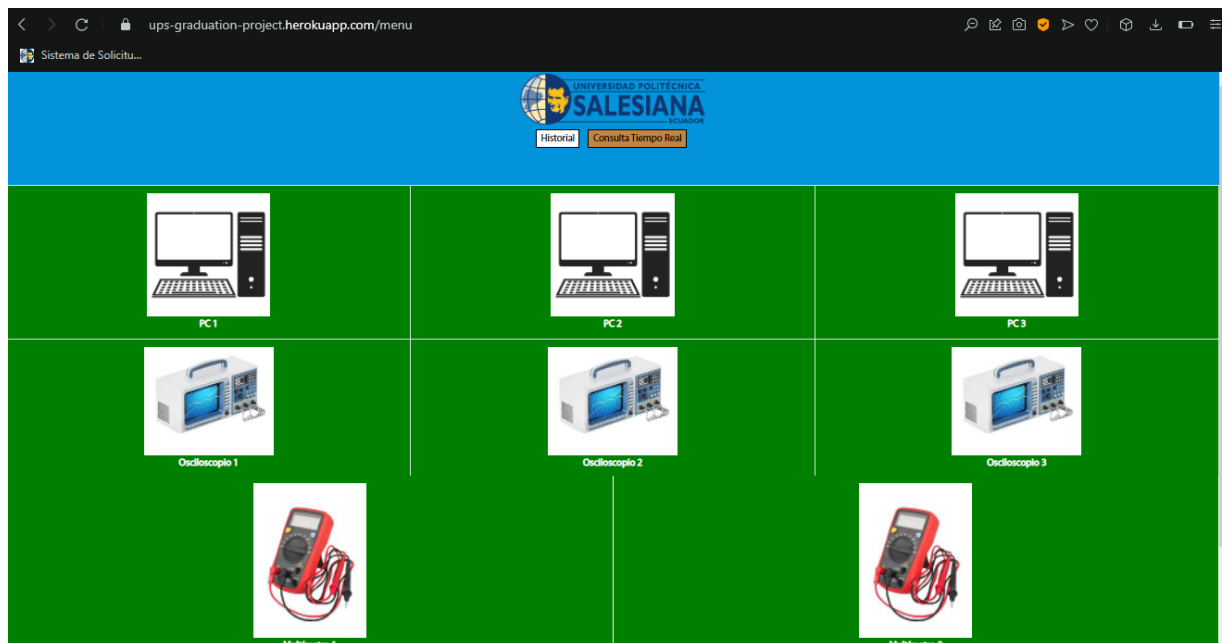 ups-graduation-project.herokuapp.com/menu
Sistema de Solicitu...
UNIVERSIDAD POLITÉCNICA
SALESIANA
ECUADOR
Historial Consulta Tiempo Real
PC 1 PC 2 PC 3
Osciloscopio 1 Osciloscopio 2 Osciloscopio 3